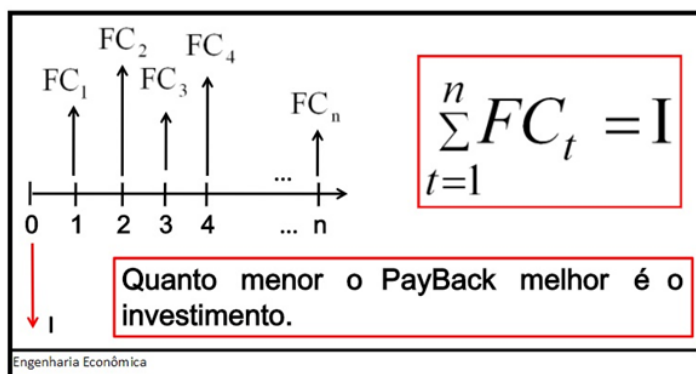 FC₁
FC₂
FC₃
FC₄
FCₙ
...
0 1 2 3 4 ... n
I
n
∑ FCₜ = I
t=1
Quanto menor o PayBack melhor é o
investimento.
Engenharia Econômica